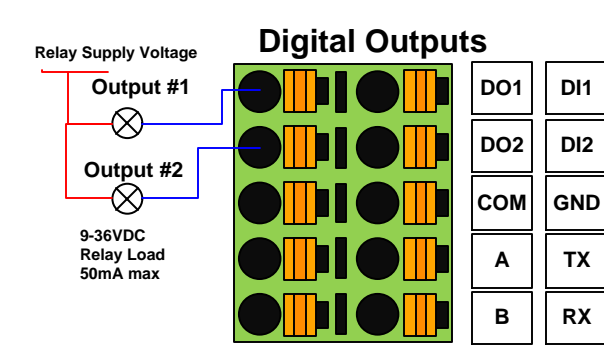 Digital Outputs
Relay Supply Voltage
Output #1
Output #2
9-36VDC
Relay Load
50mA max
DO1 DI1
DO2 DI2
COM GND
A TX
B RX